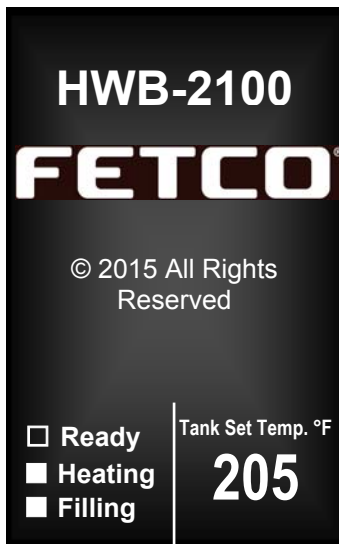 HWB-2100
FETCO®
© 2015 All Rights
Reserved
Ready
Heating
Filling
Tank Set Temp. °F
205